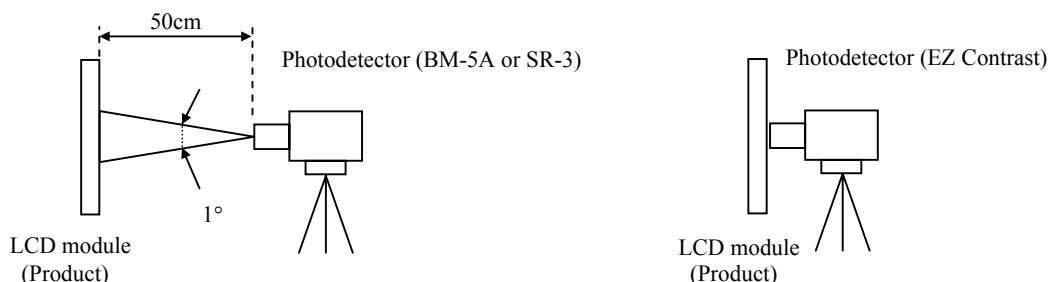 50cm
Photodetector (BM-5A or SR-3)
1°
LCD module
(Product)
Photodetector (EZ Contrast)
LCD module
(Product)